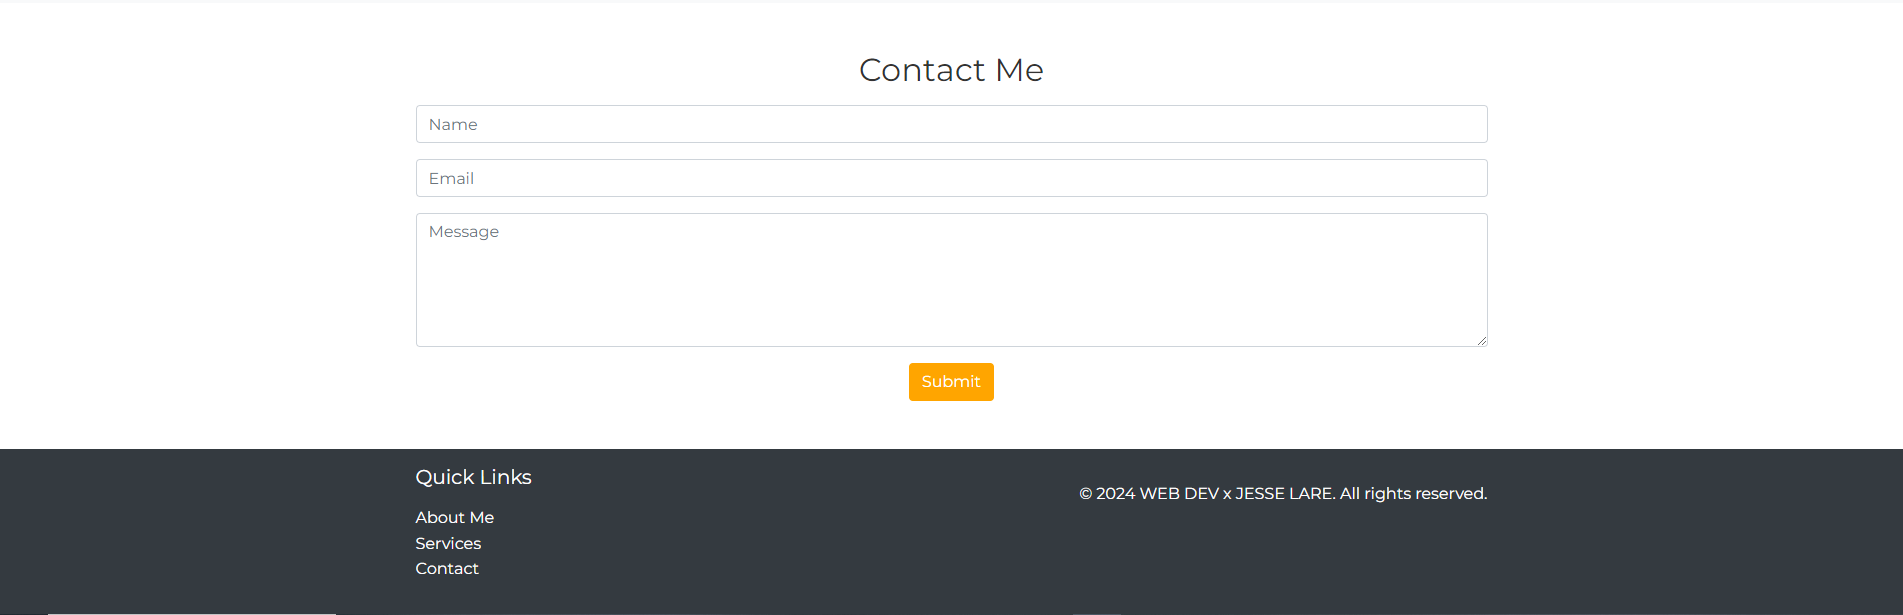 Contact Me
Name
Email
Message
Submit
Quick Links
About Me
Services
Contact
© 2024 WEB DEV x JESSE LARE. All rights reserved.